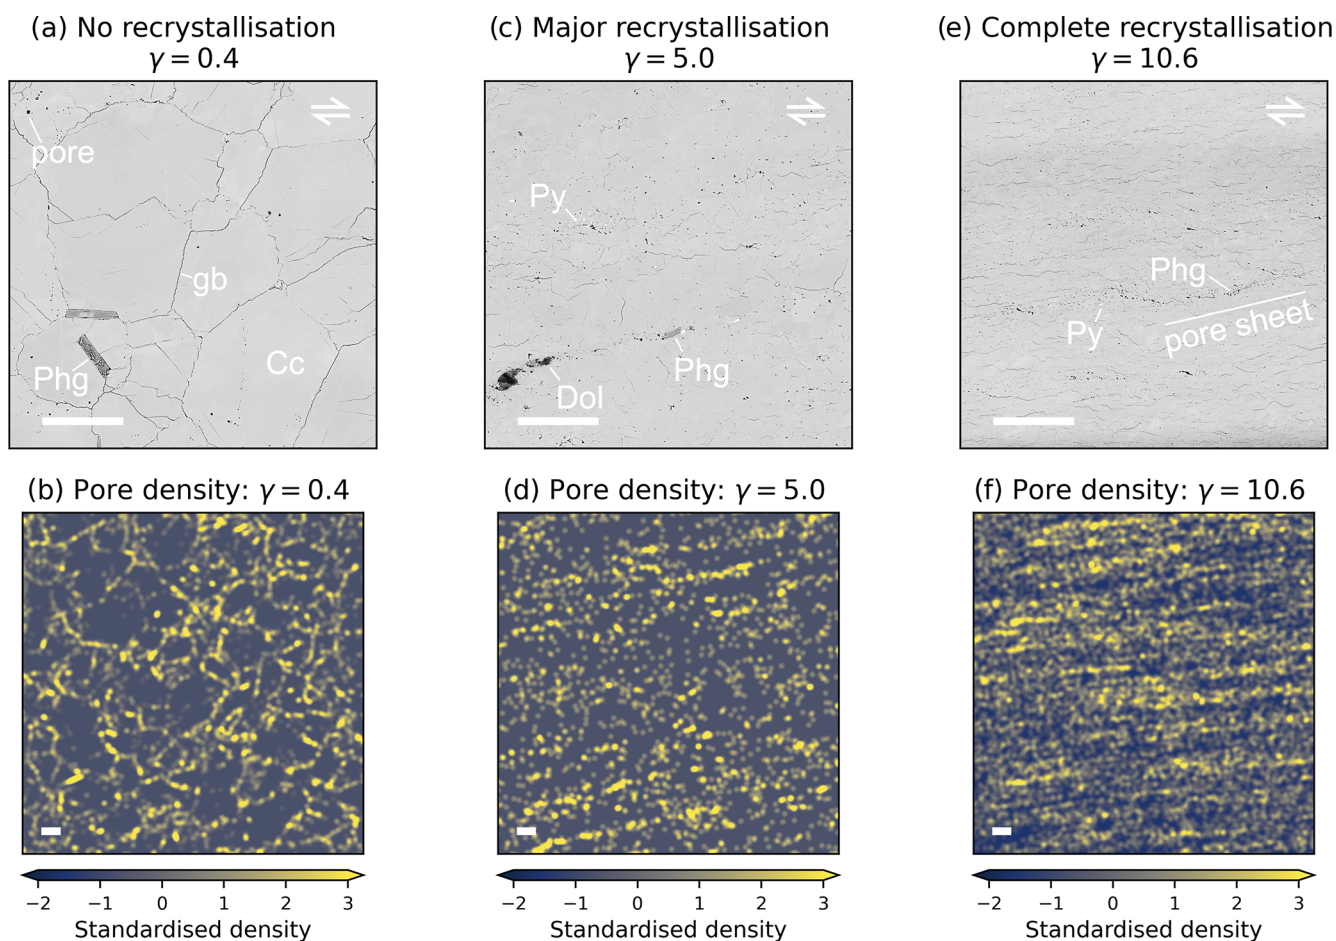 (a) No recrystallisation
γ = 0.4
pore
gb
Cc
Phg
(c) Major recrystallisation
γ = 5.0
Py
Phg
Dol
(e) Complete recrystallisation
γ = 10.6
Phg
Py
pore sheet
(b) Pore density: γ = 0.4
−2 −1 0 1 2 3
Standardised density
(d) Pore density: γ = 5.0
−2 −1 0 1 2 3
Standardised density
(f) Pore density: γ = 10.6
−2 −1 0 1 2 3
Standardised density